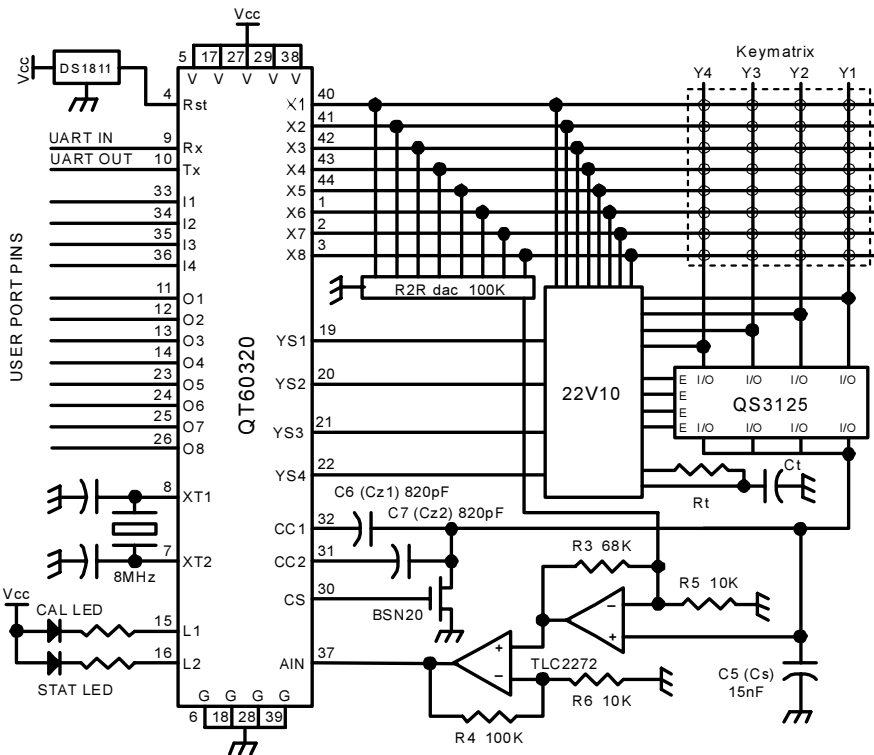 Vcc
5 17 27 29 38
V V V V V
Vcc
DS1811
4 Rst
UART IN 9 Rx
UART OUT 10 Tx
USER PORT PINS
33 I1
34 I2
35 I3
36 I4
11 O1
12 O2
13 O3
14 O4
23 O5
24 O6
25 O7
26 O8
8 XT1
7 XT2
8MHz
Vcc
CAL LED
15 L1
16 L2
STAT LED
QT60320
G G G G
6 18 28 39
X1 40
X2 41
X3 42
X4 43
X5 44
X6 1
X7 2
X8 3
YS1 19
YS2 20
YS3 21
YS4 22
CC1 32
CC2 31
CS 30
AIN 37
Keymatrix
Y4 Y3 Y2 Y1
R2R dac 100K
22V10
E I/O I/O I/O I/O
E
E
E I/O I/O I/O I/O
QS3125
Rt
Ct
C6 (Cz1) 820pF
C7 (Cz2) 820pF
BSN20
R3 68K
R5 10K
−
+
+
−
TLC2272
R6 10K
R4 100K
C5 (Cs)
15nF